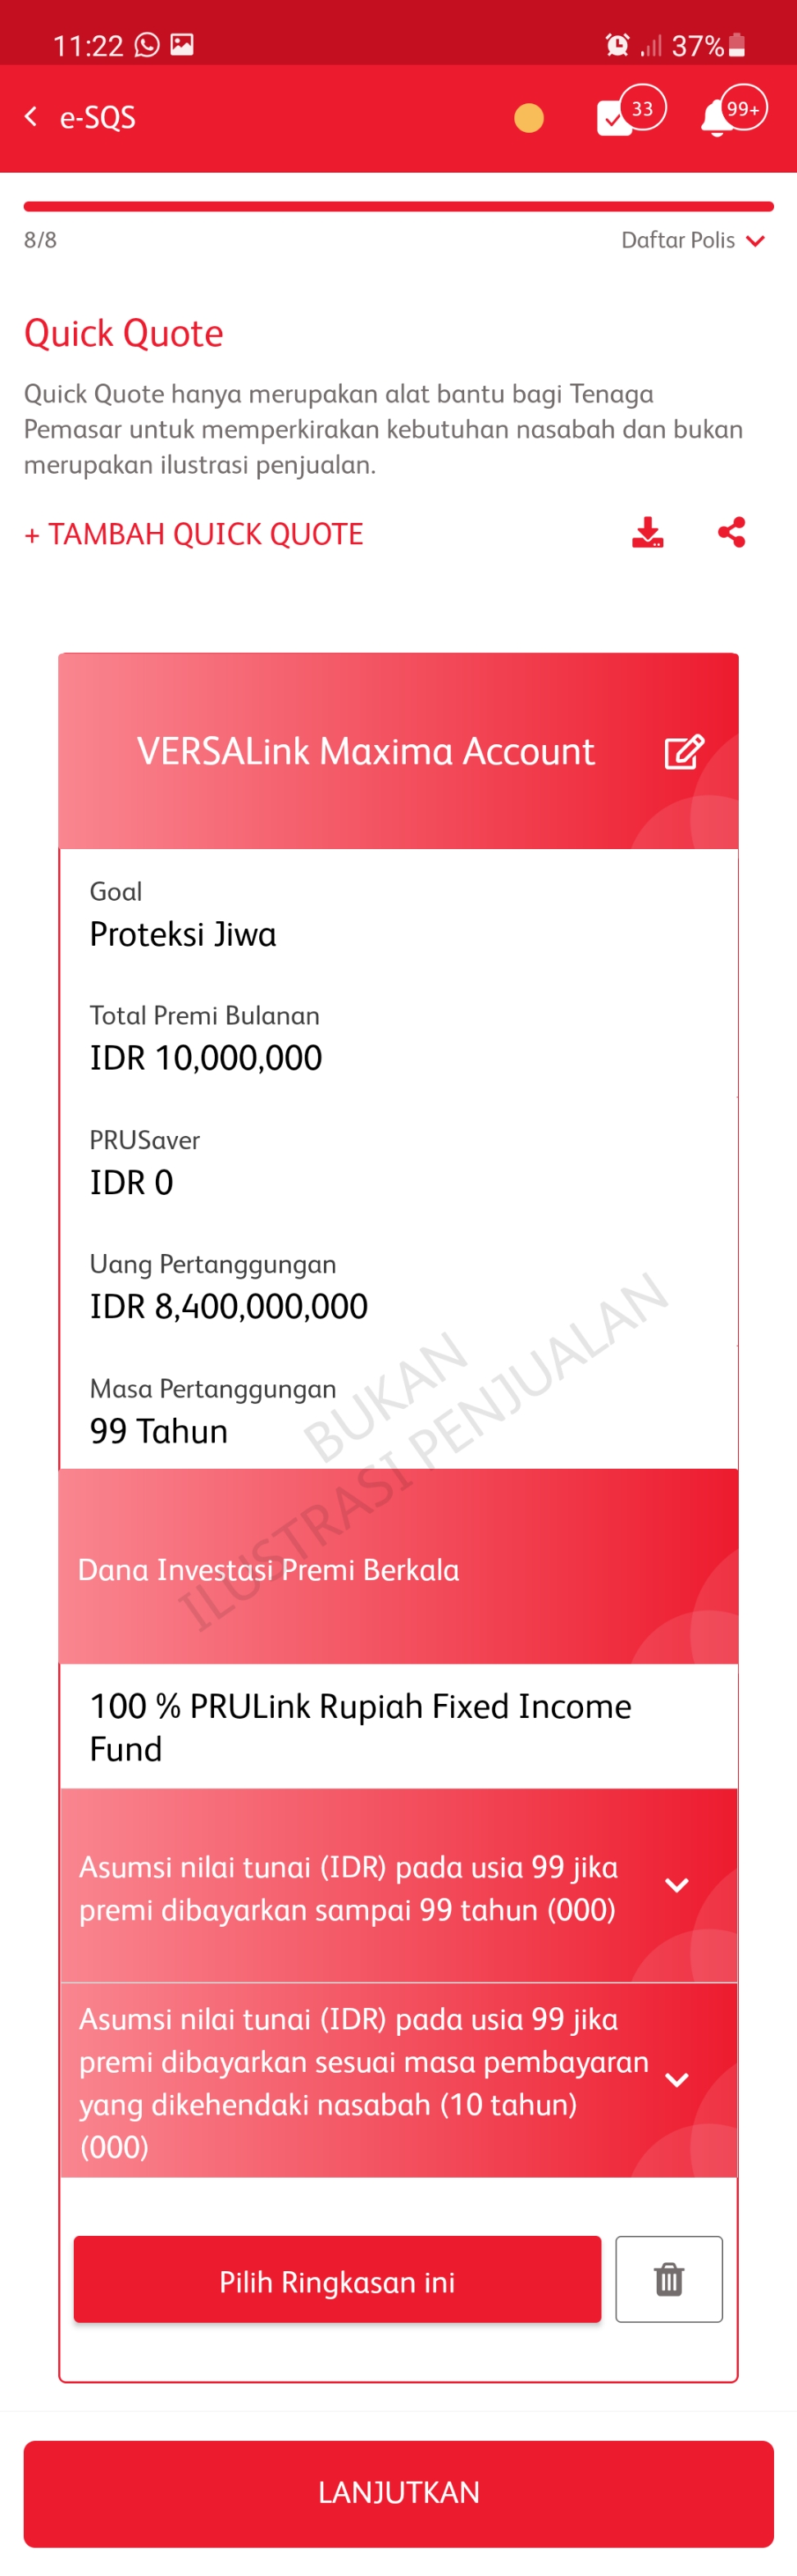 11:22
37%
e-SQS
33
99+
8/8
Daftar Polis
Quick Quote
Quick Quote hanya merupakan alat bantu bagi Tenaga
Pemasar untuk memperkirakan kebutuhan nasabah dan bukan
merupakan ilustrasi penjualan.
+ TAMBAH QUICK QUOTE
VERSALink Maxima Account
Goal
Proteksi Jiwa
Total Premi Bulanan
IDR 10,000,000
PRUSaver
IDR 0
Uang Pertanggungan
IDR 8,400,000,000
Masa Pertanggungan
99 Tahun
BUKAN
ILUSTRASI PENJUALAN
Dana Investasi Premi Berkala
100 % PRULink Rupiah Fixed Income
Fund
Asumsi nilai tunai (IDR) pada usia 99 jika
premi dibayarkan sampai 99 tahun (000)
Asumsi nilai tunai (IDR) pada usia 99 jika
premi dibayarkan sesuai masa pembayaran
yang dikehendaki nasabah (10 tahun)
(000)
Pilih Ringkasan ini
LANJUTKAN